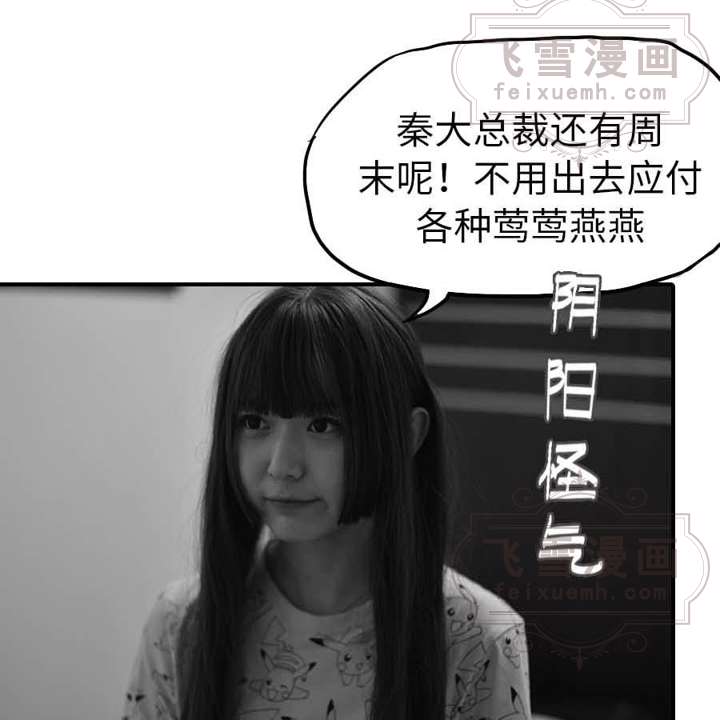 飞雪漫画
feixuemh.com
秦大总裁还有周
末呢！不用出去应付
各种莺莺燕燕
阴阳怪气
飞雪漫画
feixuemh.com